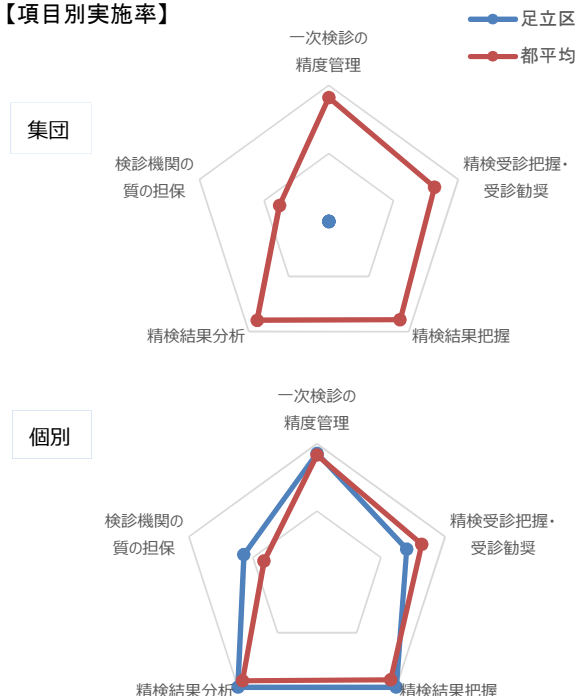 【項目別実施率】
足立区
都平均
集団
一次検診の
精度管理
精検受診把握・
受診勧奨
精検結果把握
精検結果分析
検診機関の
質の担保
個別
一次検診の
精度管理
精検受診把握・
受診勧奨
精検結果把握
精検結果分析
検診機関の
質の担保